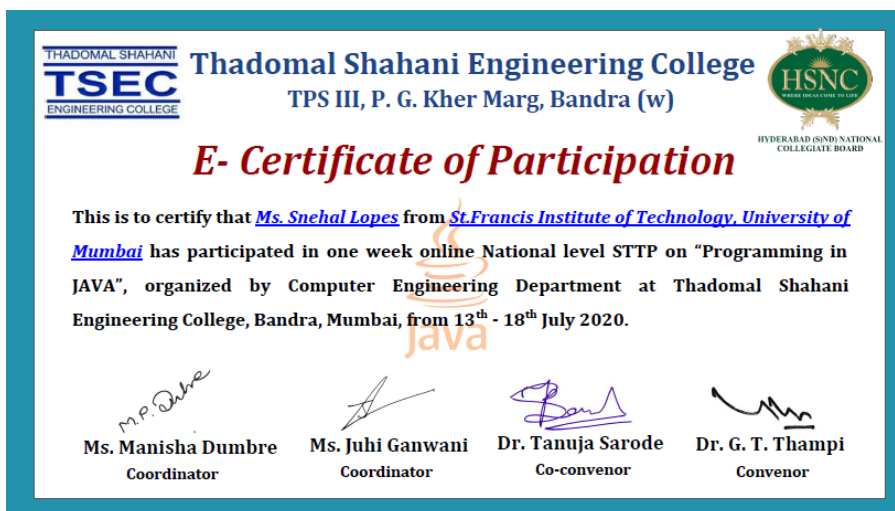 THADOMAL SHAHANI
TSEC
ENGINEERING COLLEGE
Thadomal Shahani Engineering College
TPS III, P. G. Kher Marg, Bandra (w)
HSNC
WHERE IDEAS COME TO LIFE
HYDERABAD (SIND) NATIONAL
COLLEGIATE BOARD
E- Certificate of Participation
This is to certify that Ms. Snehal Lopes from St.Francis Institute of Technology, University of
Mumbai has participated in one week online National level STTP on “Programming in
JAVA”, organized by Computer Engineering Department at Thadomal Shahani
Engineering College, Bandra, Mumbai, from 13th - 18th July 2020.
Java
M.P. Dumbre
Ms. Manisha Dumbre
Coordinator
Ms. Juhi Ganwani
Coordinator
Dr. Tanuja Sarode
Co-convenor
Dr. G. T. Thampi
Convenor